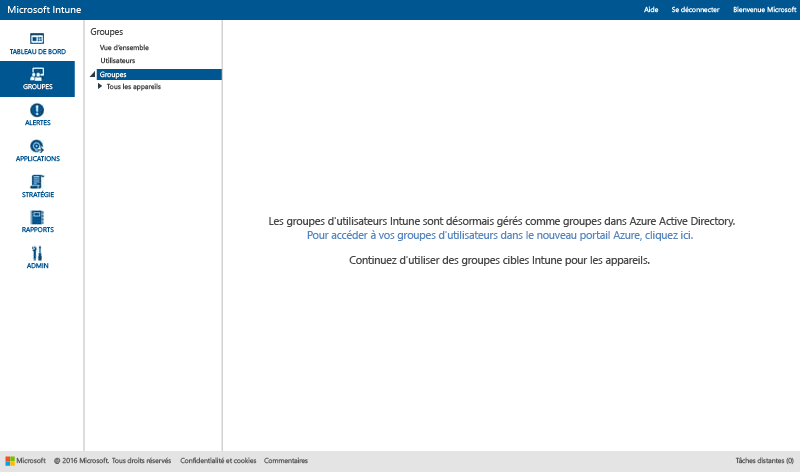 Microsoft Intune
Aide Se déconnecter Bienvenue Microsoft
TABLEAU DE BORD
GROUPES
ALERTES
APPLICATIONS
STRATÉGIE
RAPPORTS
ADMIN
Groupes
Vue d'ensemble
Utilisateurs
Groupes
Tous les appareils
Les groupes d'utilisateurs Intune sont désormais gérés comme groupes dans Azure Active Directory.
Pour accéder à vos groupes d'utilisateurs dans le nouveau portail Azure, cliquez ici.
Continuez d'utiliser des groupes cibles Intune pour les appareils.
Microsoft @ 2016 Microsoft. Tous droits réservés Confidentialité et cookies Commentaires Tâches distantes (0)